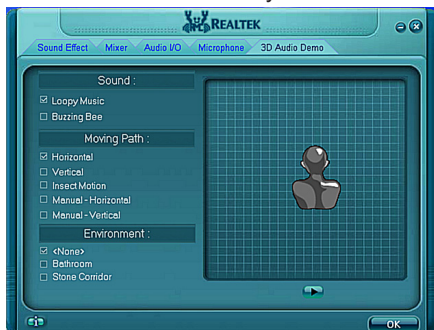 REALTEK
Sound Effect Mixer Audio I/O Microphone 3D Audio Demo
Sound :
Loopy Music
Buzzing Bee
Moving Path :
Horizontal
Vertical
Insect Motion
Manual - Horizontal
Manual - Vertical
Environment :
<None>
Bathroom
Stone Corridor
OK